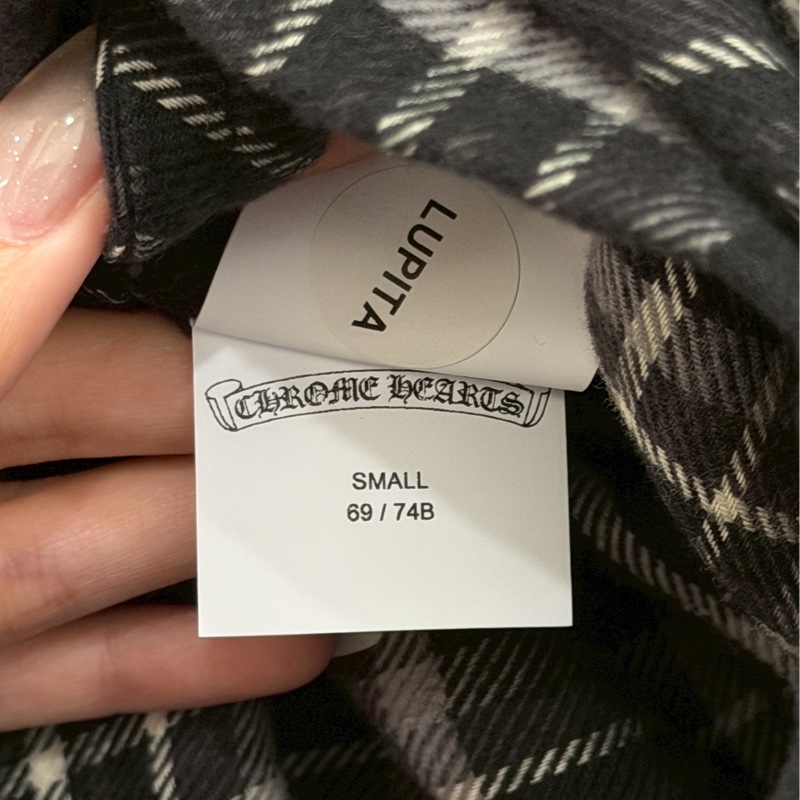 LUPITA
CHROME HEARTS
SMALL
69 / 74B